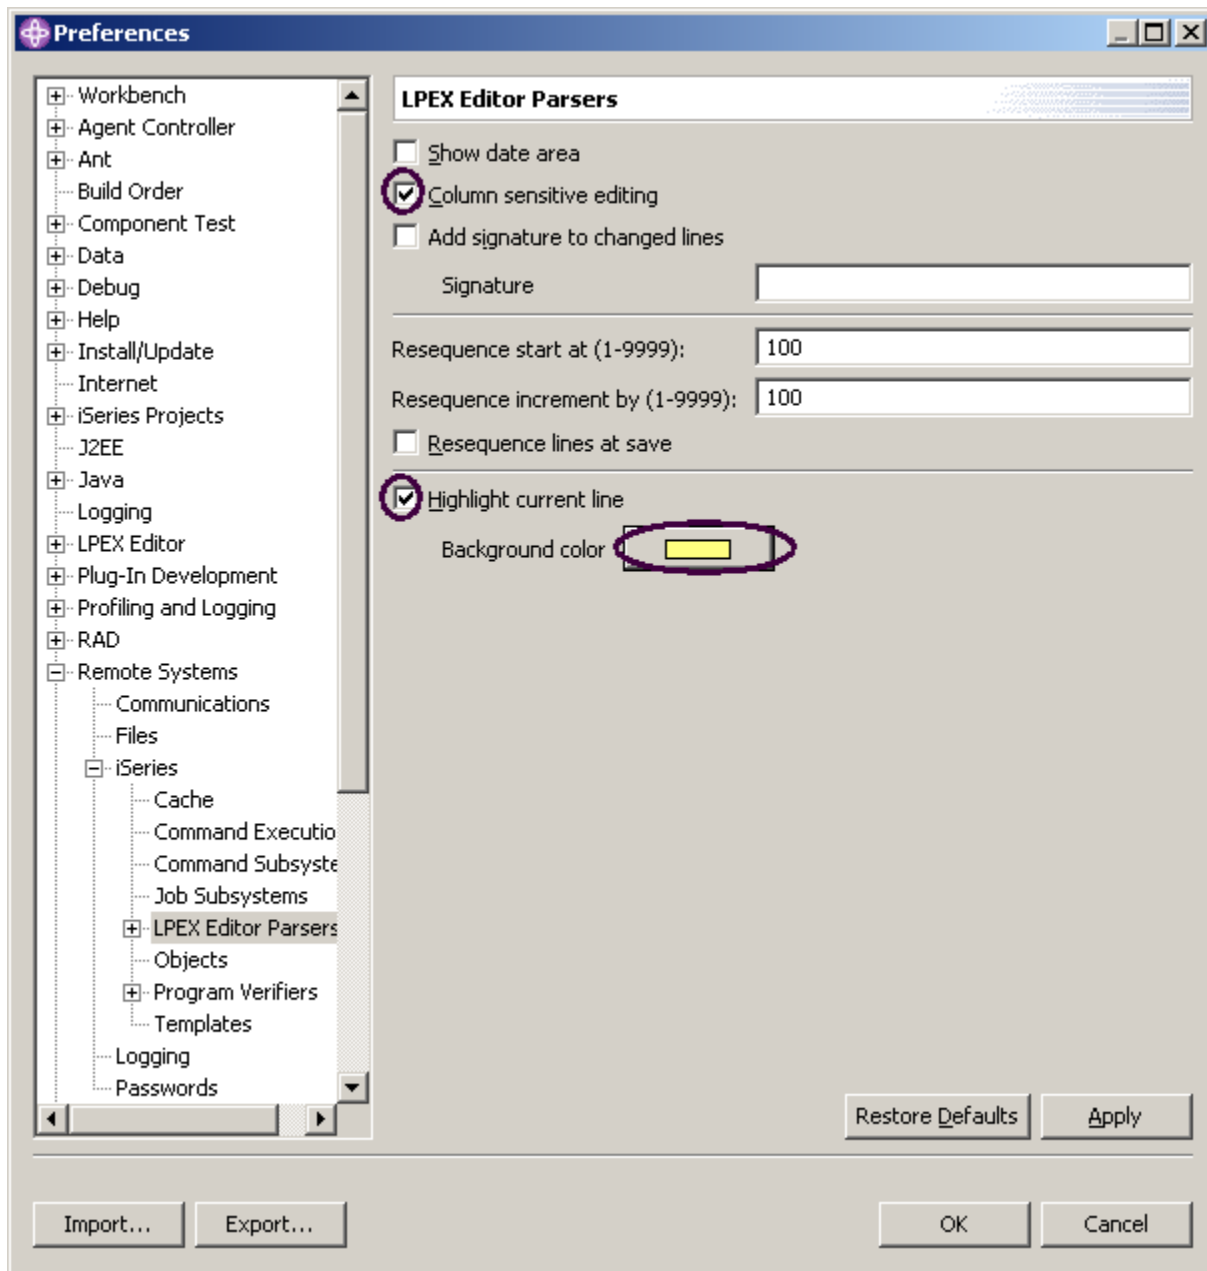 Preferences
Workbench
Agent Controller
Ant
Build Order
Component Test
Data
Debug
Help
Install/Update
Internet
iSeries Projects
J2EE
Java
Logging
LPEX Editor
Plug-In Development
Profiling and Logging
RAD
Remote Systems
Communications
Files
iSeries
Cache
Command Executio
Command Subsyste
Job Subsystems
LPEX Editor Parsers
Objects
Program Verifiers
Templates
Logging
Passwords
LPEX Editor Parsers
Show date area
Column sensitive editing
Add signature to changed lines
Signature
Resequence start at (1-9999): 100
Resequence increment by (1-9999): 100
Resequence lines at save
Highlight current line
Background color
Restore Defaults Apply
Import... Export... OK Cancel